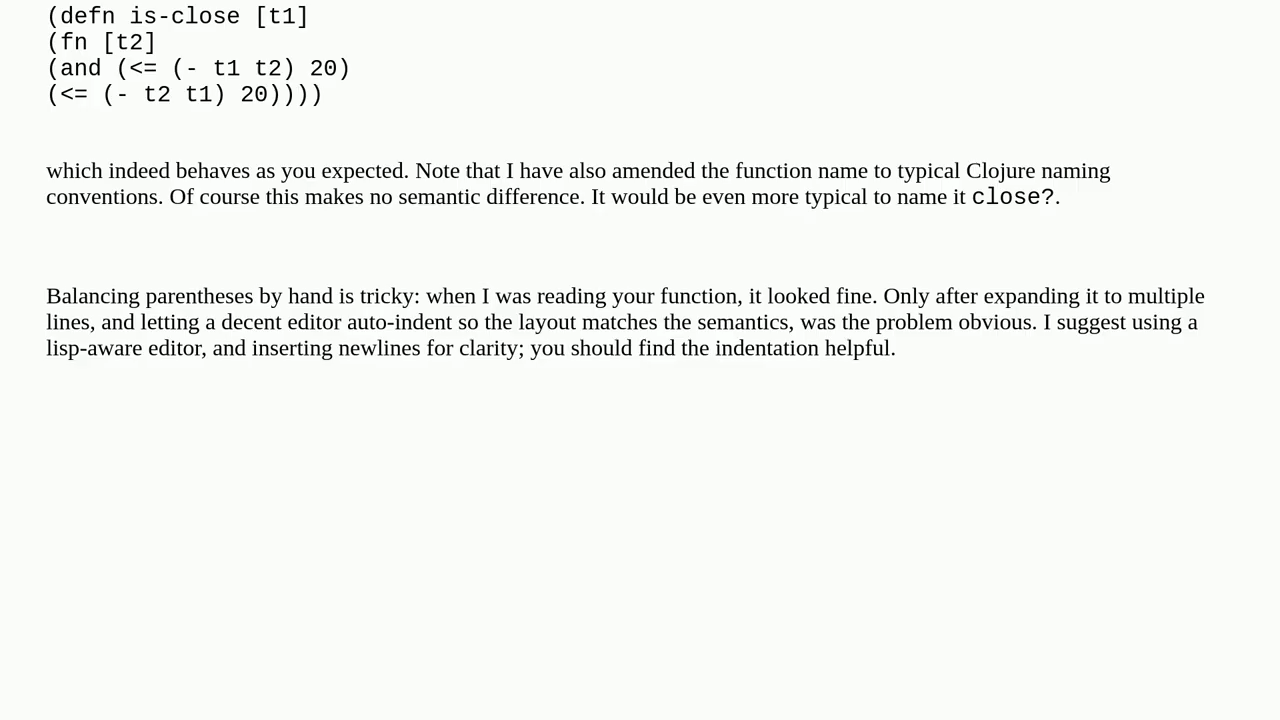 (defn is-close [t1]
(fn [t2]
(and (<= (- t1 t2) 20)
(<= (- t2 t1) 20))))
which indeed behaves as you expected. Note that I have also amended the function name to typical Clojure naming
conventions. Of course this makes no semantic difference. It would be even more typical to name it close?.
Balancing parentheses by hand is tricky: when I was reading your function, it looked fine. Only after expanding it to multiple
lines, and letting a decent editor auto-indent so the layout matches the semantics, was the problem obvious. I suggest using a
lisp-aware editor, and inserting newlines for clarity; you should find the indentation helpful.